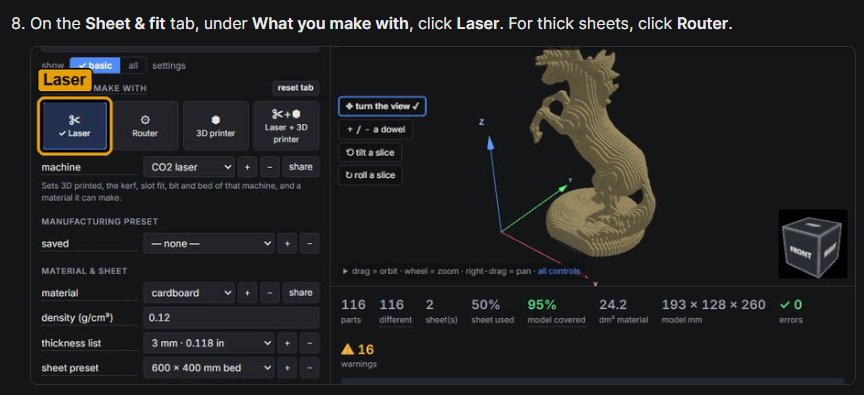 8. On the Sheet & fit tab, under What you make with, click Laser. For thick sheets, click Router.
show ✓ basic all settings
Laser
MAKE WITH
reset tab
✓ Laser
Router
3D printer
Laser + 3D
printer
machine CO2 laser + − share
Sets 3D printed, the kerf, slot fit, bit and bed of that machine, and a
material it can make.
MANUFACTURING PRESET
saved — none — + −
MATERIAL & SHEET
material cardboard + − share
density (g/cm³) 0.12
thickness list 3 mm · 0.118 in + −
sheet preset 600 × 400 mm bed + −
✥ turn the view ✓
+ / - a dowel
↻ tilt a slice
↻ roll a slice
Z
Y
X
FRONT
RIGHT
▶ drag = orbit · wheel = zoom · right-drag = pan · all controls
116 116 2 50% 95% 24.2 193 × 128 × 260 ✓ 0
parts different sheet(s) sheet used model covered dm² material model mm errors
⚠ 16
warnings